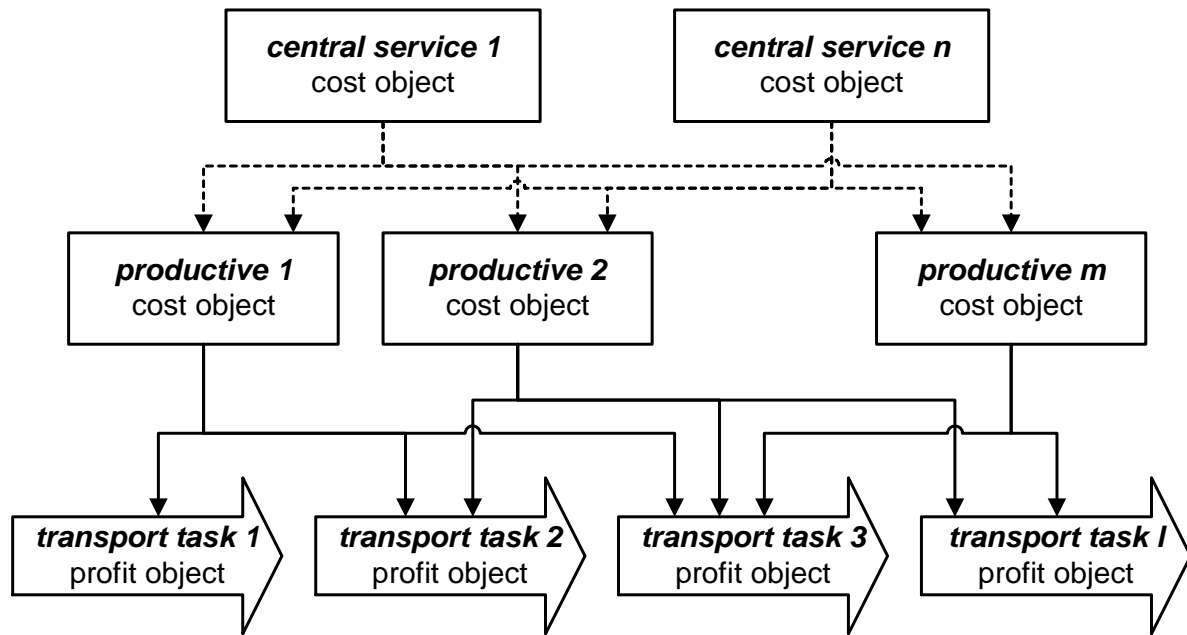 central service 1
cost object
central service n
cost object
productive 1
cost object
productive 2
cost object
productive m
cost object
transport task 1
profit object
transport task 2
profit object
transport task 3
profit object
transport task l
profit object